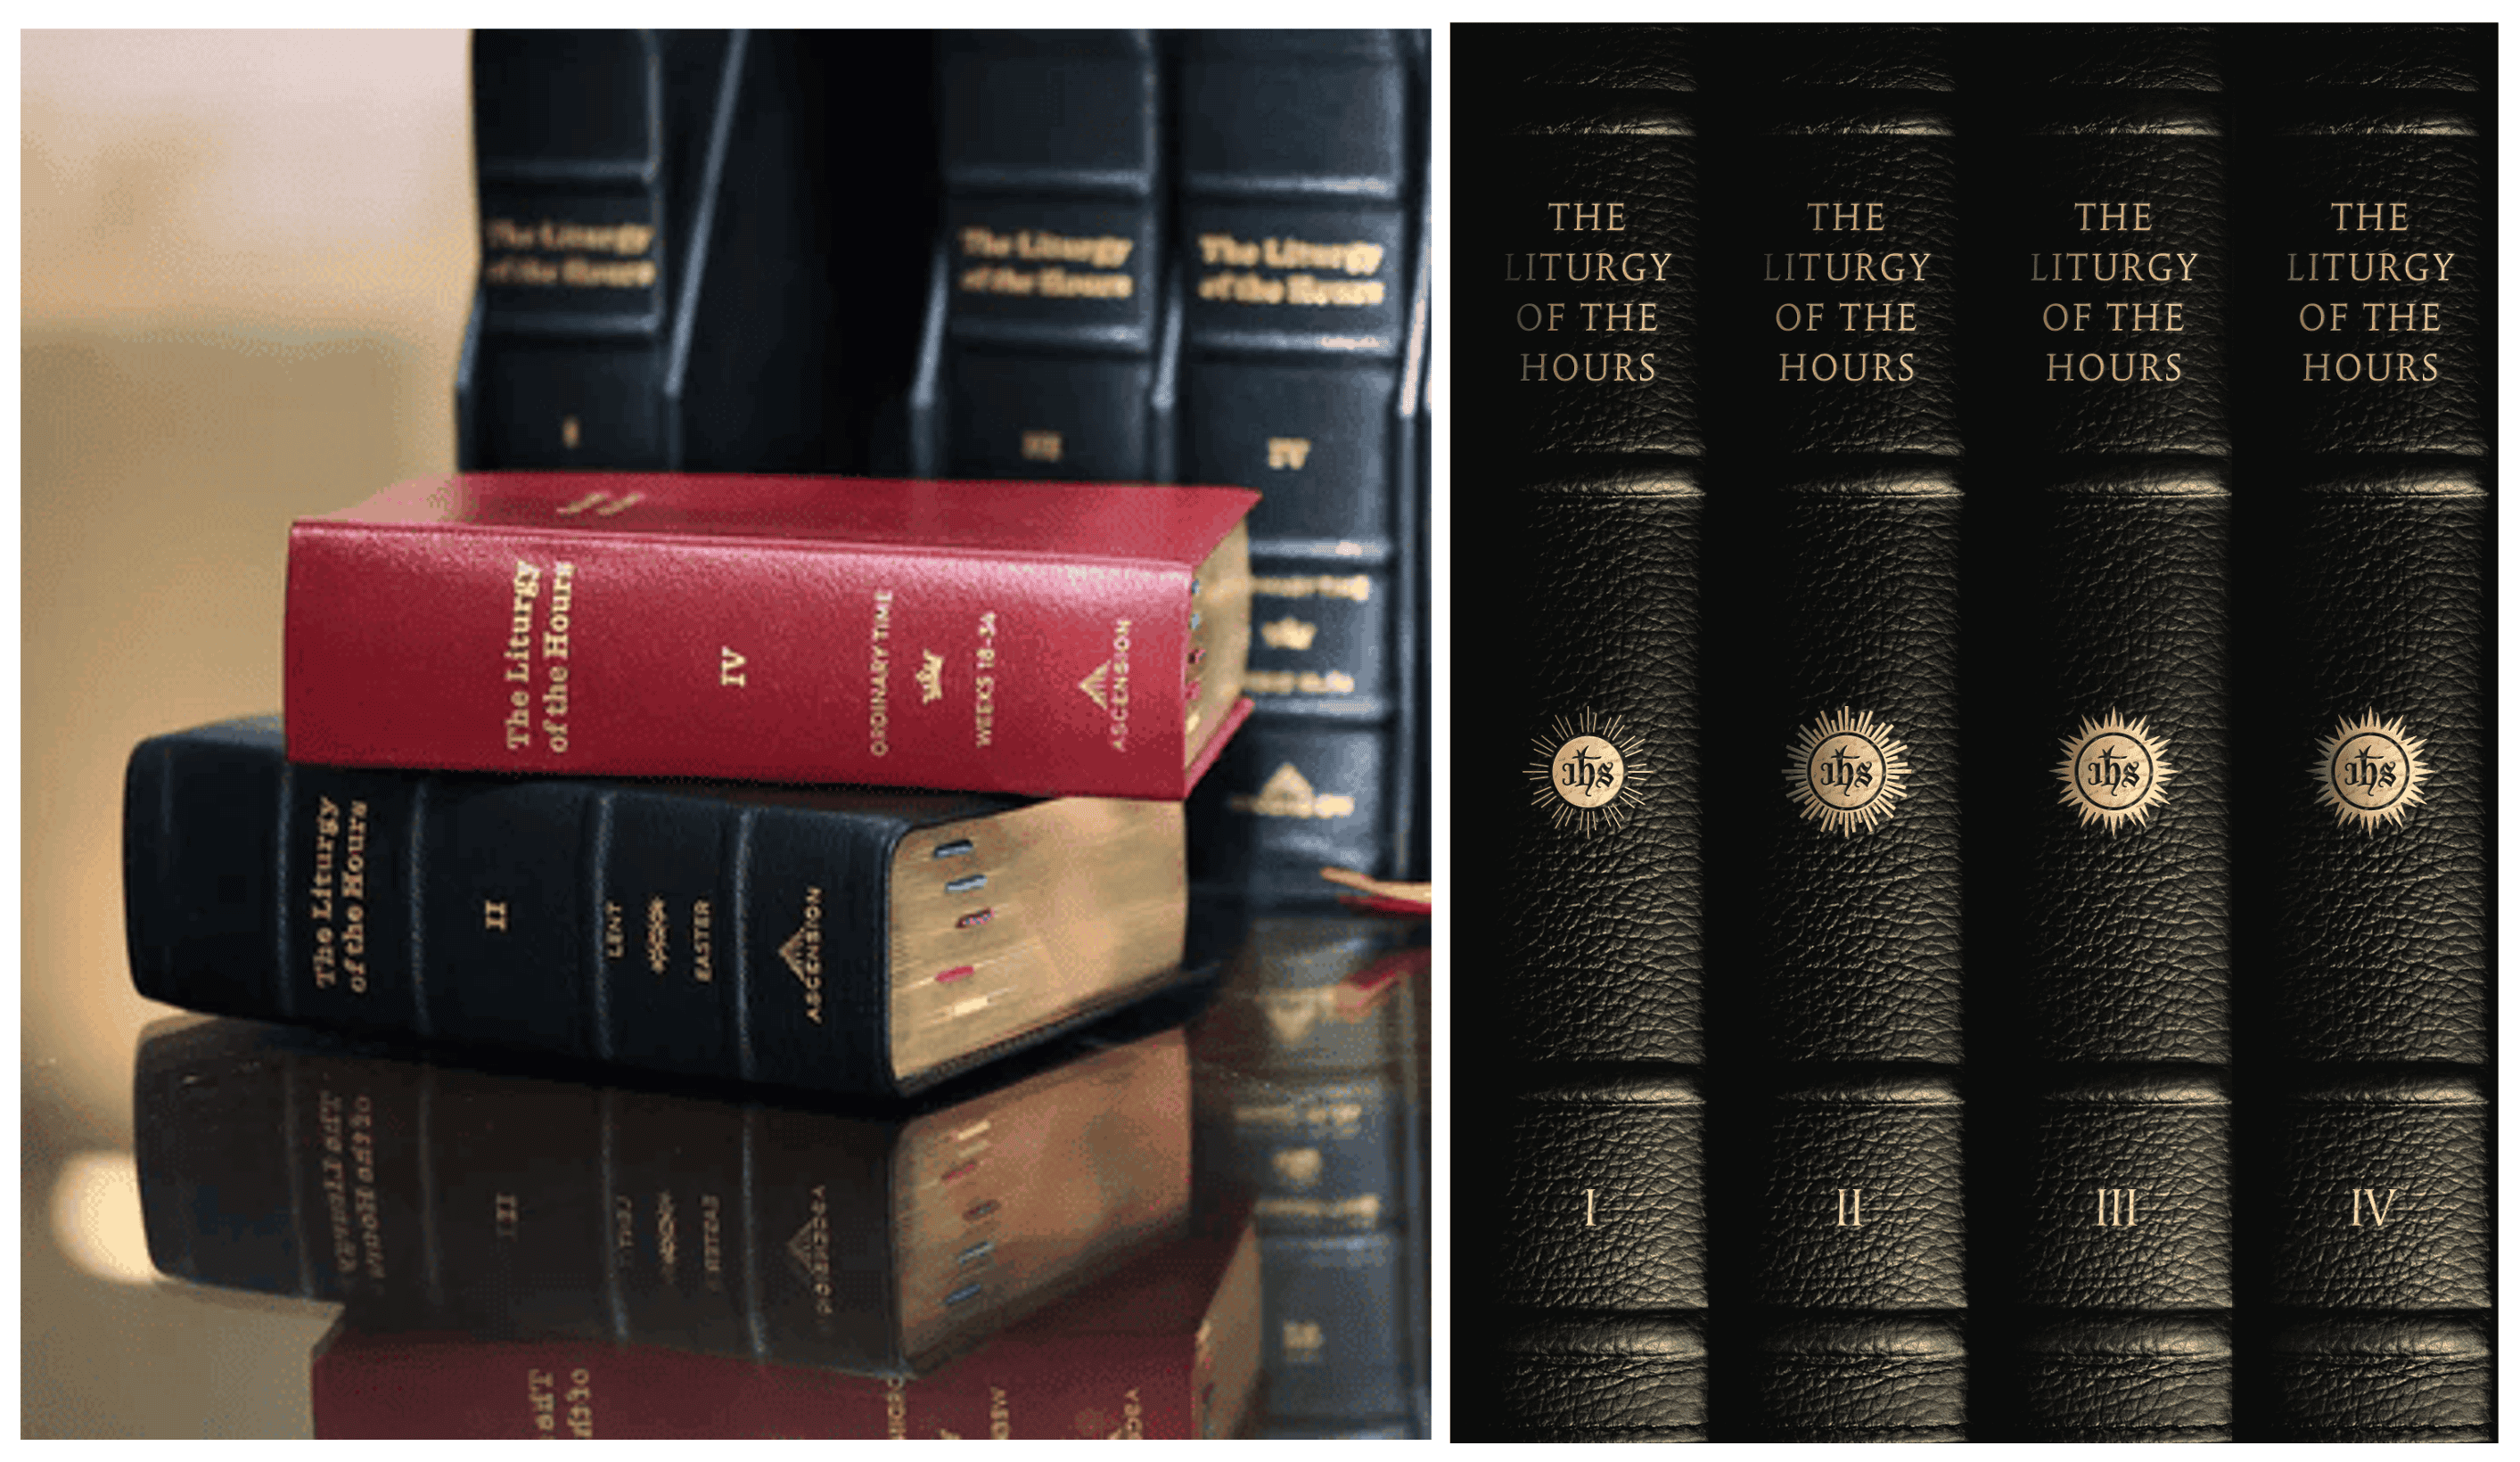 The Liturgy
of the Hours
I
The Liturgy
of the Hours
III
The Liturgy
of the Hours
IV
The Liturgy
of the Hours
IV
ORDINARY TIME
WEEKS 18-34
ASCENSION
The Liturgy
of the Hours
II
LENT
EASTER
ASCENSION
THE
LITURGY
OF THE
HOURS
ihs
I
THE
LITURGY
OF THE
HOURS
ihs
II
THE
LITURGY
OF THE
HOURS
ihs
III
THE
LITURGY
OF THE
HOURS
ihs
IV